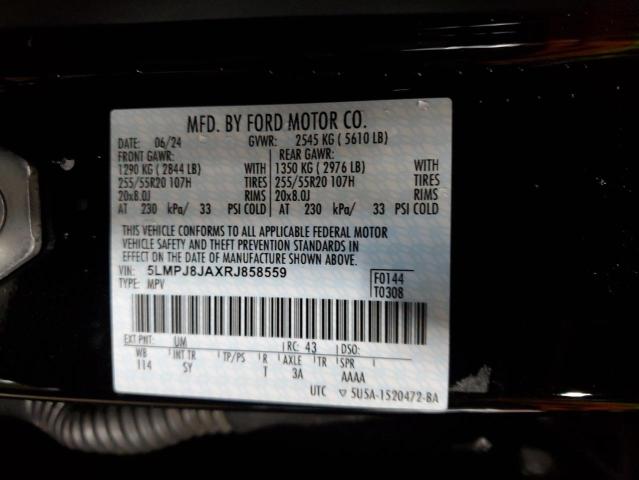 MFD. BY FORD MOTOR CO.
DATE: 06/24 GVWR: 2545 KG ( 5610 LB)
FRONT GAWR: REAR GAWR:
1290 KG ( 2844 LB) WITH 1350 KG ( 2976 LB) WITH
255/55R20 107H TIRES 255/55R20 107H TIRES
20x8.0J RIMS 20x8.0J RIMS
AT 230 kPa/ 33 PSI COLD AT 230 kPa/ 33 PSI COLD
THIS VEHICLE CONFORMS TO ALL APPLICABLE FEDERAL MOTOR
VEHICLE SAFETY AND THEFT PREVENTION STANDARDS IN
EFFECT ON THE DATE OF MANUFACTURE SHOWN ABOVE.
VIN: 5LMPJ8JAXRJ858559 F0144
TYPE: MPV T0308
EXT PNT: UM RC: 43 DSO:
WB INT TR TP/PS R AXLE TR SPR
114 SY T 3A AAAA
UTC ▽ 5U5A-1520472-BA